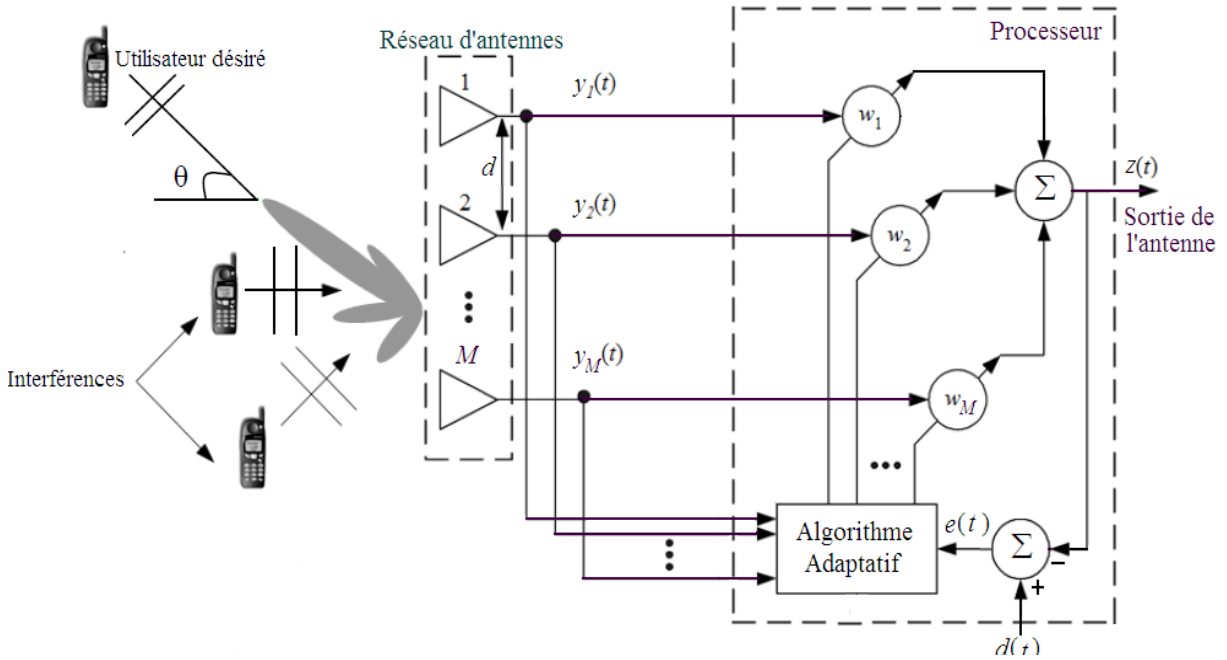 Processeur
Réseau d'antennes
Utilisateur désiré
1
y1(t)
w1
θ
d
z(t)
Σ
2
y2(t)
w2
Sortie de
l'antenne
M
yM(t)
Interférences
wM
Algorithme
Adaptatif
e(t)
Σ
−
+
d(t)